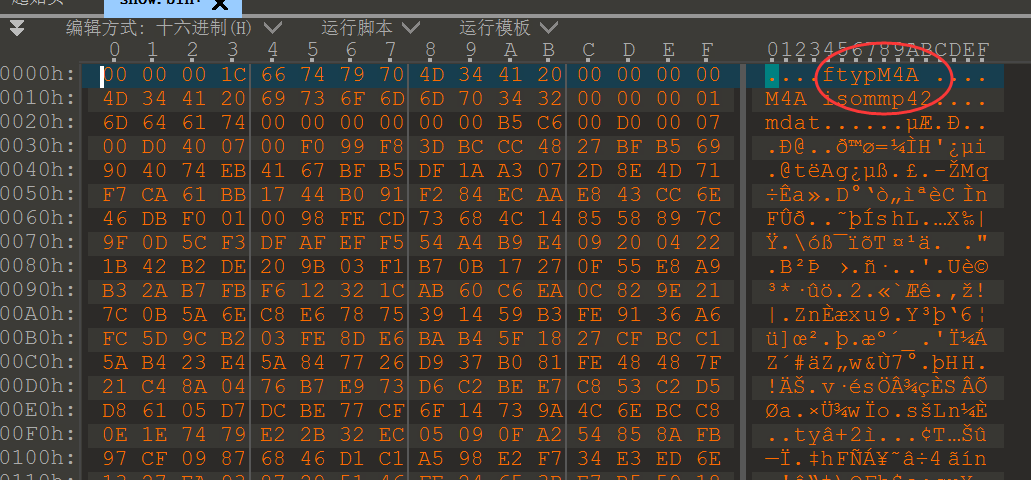 show.bin*
编辑方式: 十六进制(H) 运行脚本 运行模板
0 1 2 3 4 5 6 7 8 9 A B C D E F 0123456789ABCDEF
0000h: 00 00 00 1C 66 74 79 70 4D 34 41 20 00 00 00 00 ....ftypM4A ....
0010h: 4D 34 41 20 69 73 6F 6D 6D 70 34 32 00 00 00 01 M4A isommp42....
0020h: 6D 64 61 74 00 00 00 00 00 00 B5 C6 00 D0 00 07 mdat......µÆ.Ð..
0030h: 00 D0 40 07 00 F0 99 F8 3D BC CC 48 27 BF B5 69 .Ð@..ð™ø=¼ÌH'¿µi
0040h: 90 40 74 EB 41 67 BF B5 DF 1A A3 07 2D 8E 4D 71 .@tëAg¿µß.£.-ŽMq
0050h: F7 CA 61 BB 17 44 B0 91 F2 84 EC AA E8 43 CC 6E ÷Êa».D°‘ò„ìªèCÌn
0060h: 46 DB F0 01 00 98 FE CD 73 68 4C 14 85 58 89 7C FÛð..˜þÍshL.…X‰|
0070h: 9F 0D 5C F3 DF AF EF F5 54 A4 B9 E4 09 20 04 22 Ÿ.\óß¯ïõT¤¹ä. ."
0080h: 1B 42 B2 DE 20 9B 03 F1 B7 0B 17 27 0F 55 E8 A9 .B²Þ ›.ñ·..'.Uè©
0090h: B3 2A B7 FB F6 12 32 1C AB 60 C6 EA 0C 82 9E 21 ³*·ûö.2.«`Æê.‚ž!
00A0h: 7C 0B 5A 6E C8 E6 78 75 39 14 59 B3 FE 91 36 A6 |.ZnÈæxu9.Y³þ‘6¦
00B0h: FC 5D 9C B2 03 FE 8D E6 BA B4 5F 18 27 CF BC C1 ü]œ².þ.æº´_.'Ï¼Á
00C0h: 5A B4 23 E4 5A 84 77 26 D9 37 B0 81 FE 48 48 7F Z´#äZ„w&Ù7°.þHH.
00D0h: 21 C4 8A 04 76 B7 E9 73 D6 C2 BE E7 C8 53 C2 D5 !ÄŠ.v·ésÖÂ¾çÈSÂÕ
00E0h: D8 61 05 D7 DC BE 77 CF 6F 14 73 9A 4C 6E BC C8 Øa.×Ü¾wÏo.sšLn¼È
00F0h: 0E 1E 74 79 E2 2B 32 EC 05 09 0F A2 54 85 8A FB ..tyâ+2ì...¢T…Šû
0100h: 97 CF 09 87 68 46 D1 C1 A5 98 E2 F7 34 E3 ED 6E —Ï.‡hFÑÁ¥˜â÷4ãín